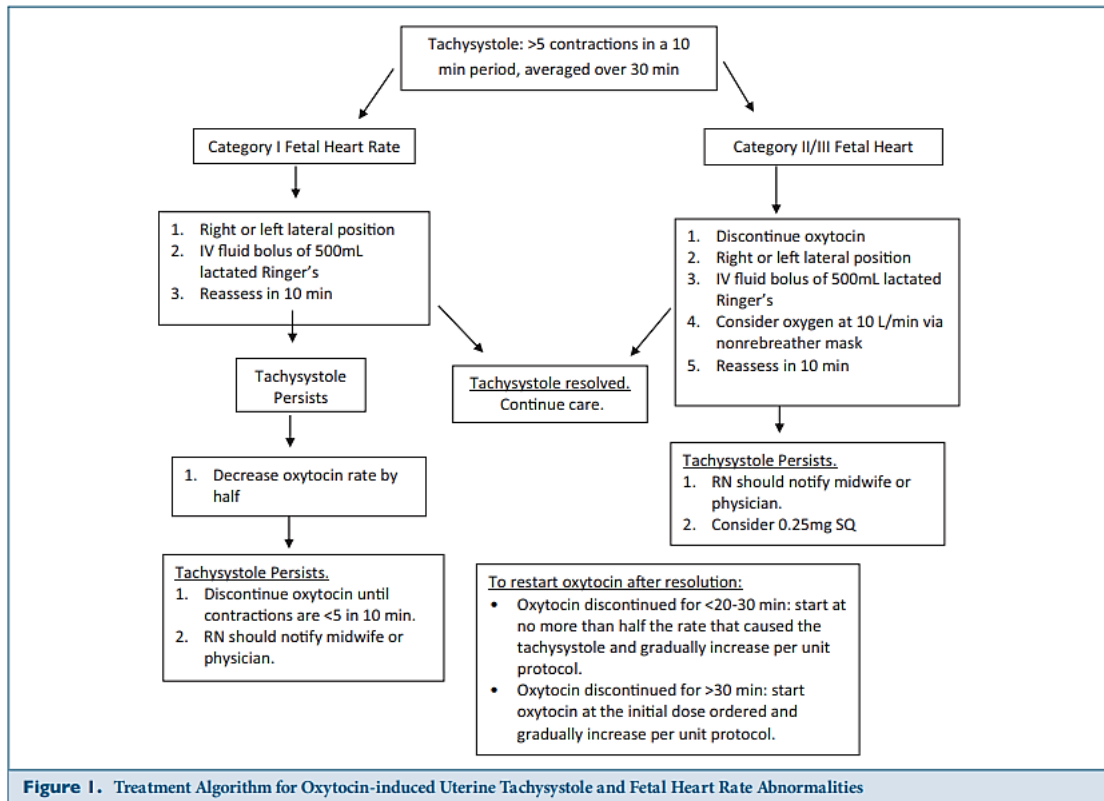 Tachysystole: >5 contractions in a 10
min period, averaged over 30 min
Category I Fetal Heart Rate
Category II/III Fetal Heart
1. Right or left lateral position
2. IV fluid bolus of 500mL
lactated Ringer's
3. Reassess in 10 min
1. Discontinue oxytocin
2. Right or left lateral position
3. IV fluid bolus of 500mL lactated
Ringer's
4. Consider oxygen at 10 L/min via
nonrebreather mask
5. Reassess in 10 min
Tachysystole
Persists
Tachysystole resolved.
Continue care.
1. Decrease oxytocin rate by
half
Tachysystole Persists.
1. RN should notify midwife or
physician.
2. Consider 0.25mg SQ
Tachysystole Persists.
1. Discontinue oxytocin until
contractions are <5 in 10 min.
2. RN should notify midwife or
physician.
To restart oxytocin after resolution:
• Oxytocin discontinued for <20-30 min: start at
no more than half the rate that caused the
tachysystole and gradually increase per unit
protocol.
• Oxytocin discontinued for >30 min: start
oxytocin at the initial dose ordered and
gradually increase per unit protocol.
Figure 1. Treatment Algorithm for Oxytocin-induced Uterine Tachysystole and Fetal Heart Rate Abnormalities